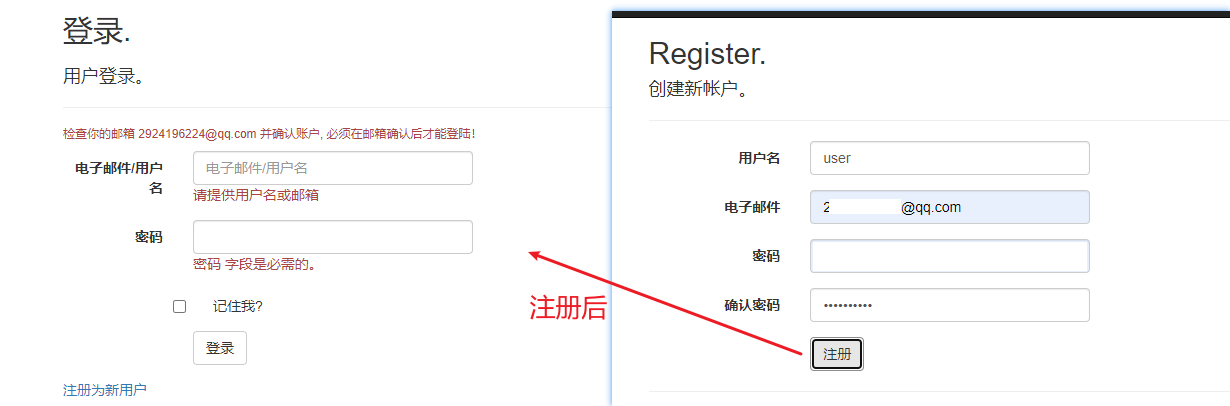 登录.
用户登录。
检查你的邮箱 2924196224@qq.com 并确认账户, 必须在邮箱确认后才能登陆!
电子邮件/用户名
电子邮件/用户名
请提供用户名或邮箱
密码
密码 字段是必需的。
记住我?
登录
注册为新用户
注册后
Register.
创建新帐户。
用户名
user
电子邮件
2 @qq.com
密码
确认密码
••••••••••
注册